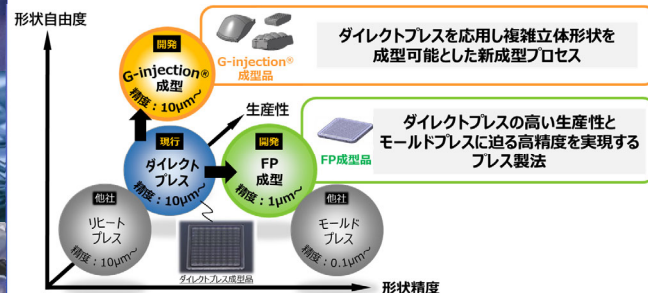 形状自由度
開発
G-injection®
成型
精度：10μm～
G-injection®
成型品
ダイレクトプレスを応用し複雑立体形状を
成型可能とした新成型プロセス
生産性
現行
ダイレクト
プレス
精度：10μm～
開発
FP
成型
精度：1μm～
FP成型品
ダイレクトプレスの高い生産性と
モールドプレスに迫る高精度を実現する
プレス製法
他社
リヒート
プレス
精度：10μm～
ダイレクトプレス成型品
他社
モールド
プレス
精度：0.1μm～
形状精度